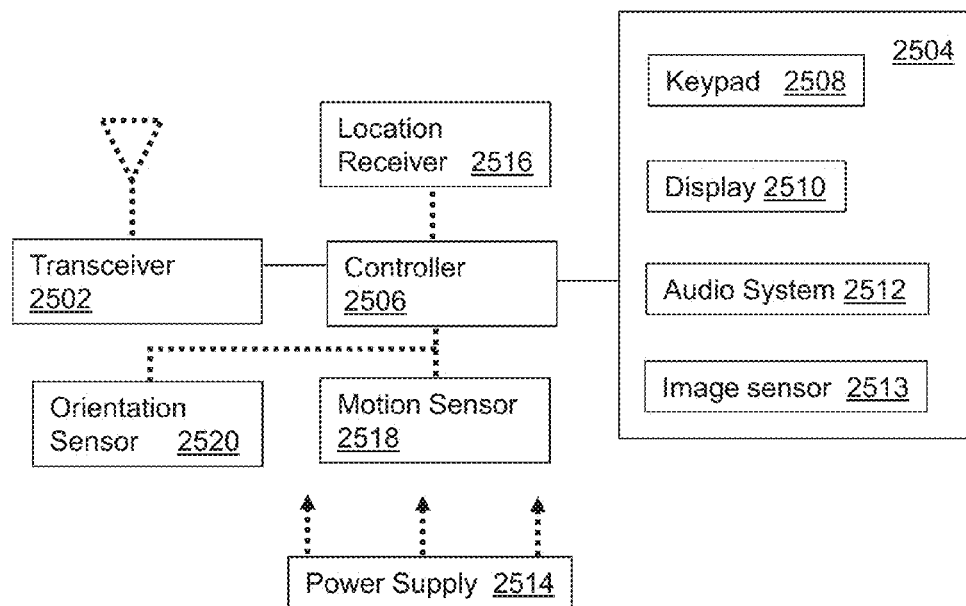 2504
Keypad 2508
Location
Receiver 2516
Display 2510
Transceiver
2502
Controller
2506
Audio System 2512
Orientation
Sensor 2520
Motion Sensor
2518
Image sensor 2513
Power Supply 2514